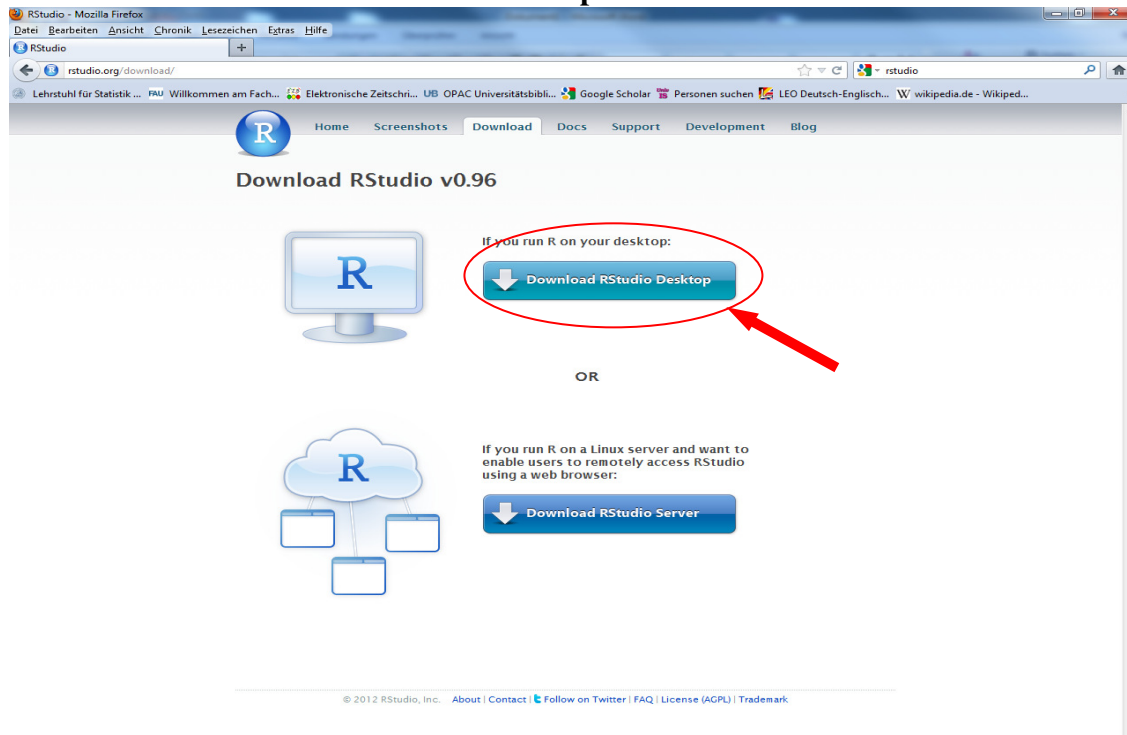 RStudio - Mozilla Firefox
Datei Bearbeiten Ansicht Chronik Lesezeichen Extras Hilfe
RStudio
rstudio.org/download/
rstudio
Lehrstuhl für Statistik ... FAU Willkommen am Fach... Elektronische Zeitschri... UB OPAC Universitätsbibli... Google Scholar Personen suchen LEO Deutsch-Englisch... W wikipedia.de - Wikiped...
R Home Screenshots Download Docs Support Development Blog
Download RStudio v0.96
If you run R on your desktop:
R
Download RStudio Desktop
OR
If you run R on a Linux server and want to
enable users to remotely access RStudio
using a web browser:
R
Download RStudio Server
© 2012 RStudio, Inc. About | Contact | Follow on Twitter | FAQ | License (AGPL) | Trademark